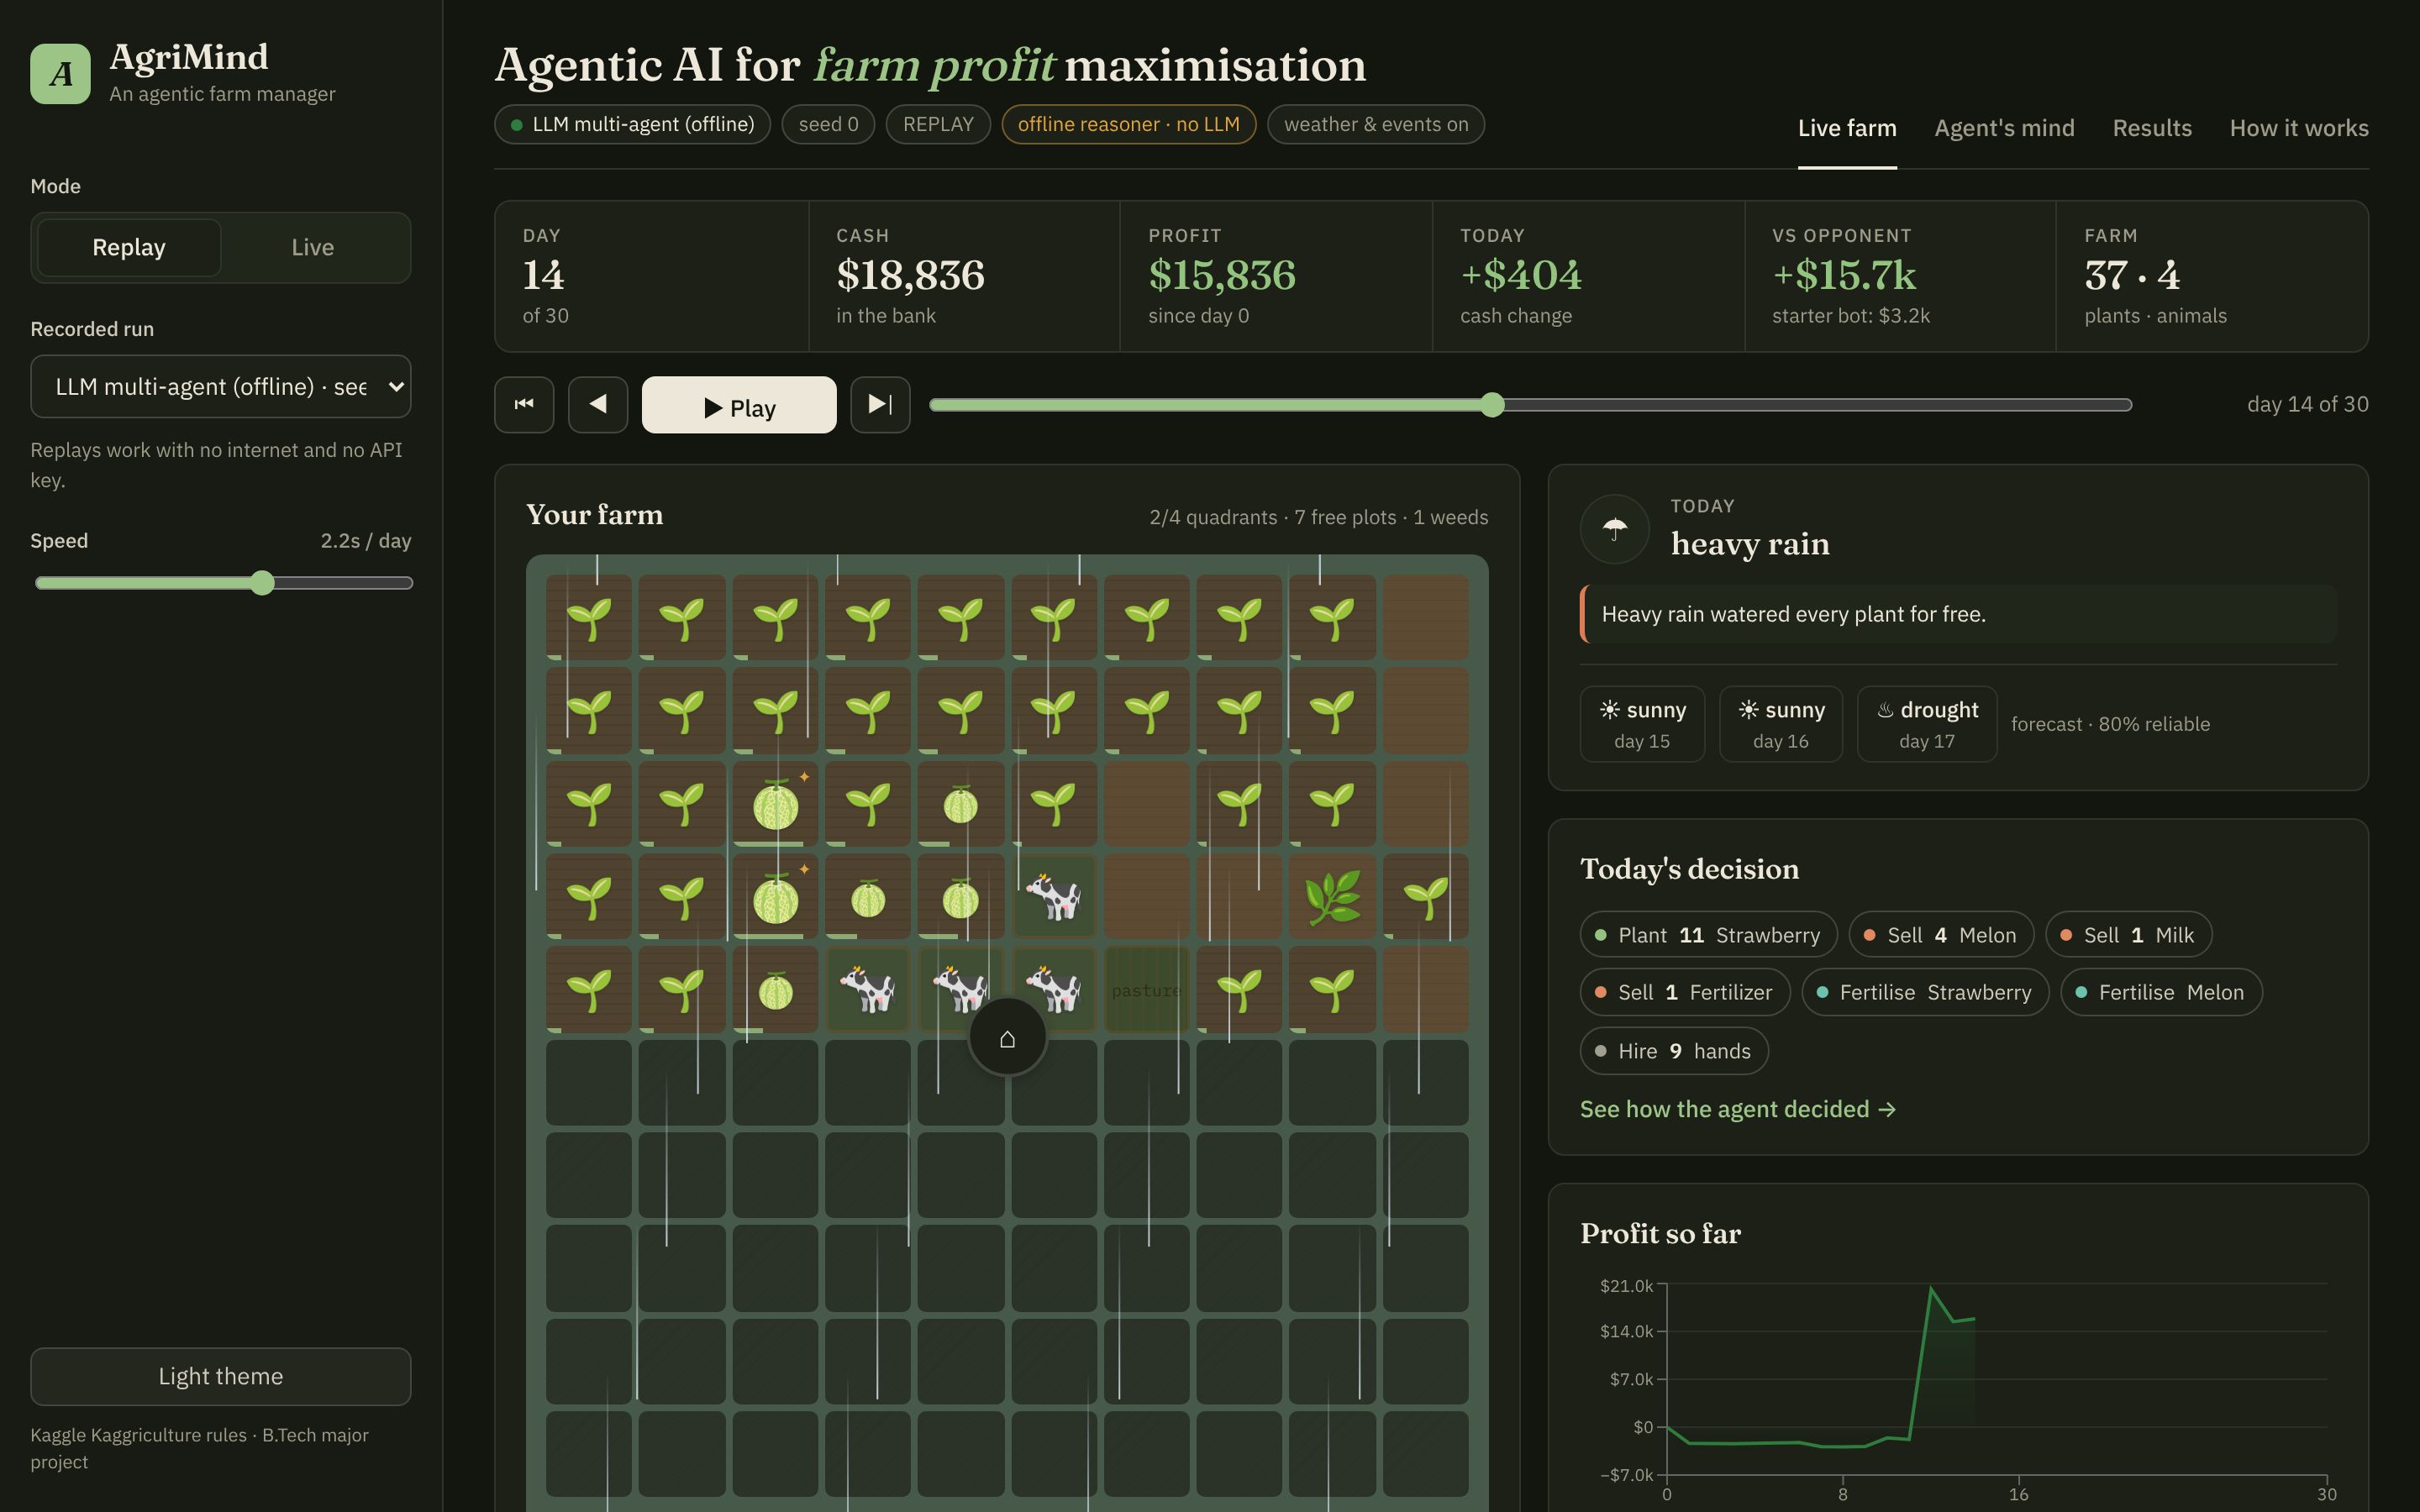 A
AgriMind
An agentic farm manager
Mode
Replay
Live
Recorded run
LLM multi-agent (offline) · see
Replays work with no internet and no API
key.
Speed
2.2s / day
Light theme
Kaggle Kaggriculture rules · B.Tech major
project
Agentic AI for farm profit maximisation
LLM multi-agent (offline)
seed 0
REPLAY
offline reasoner · no LLM
weather & events on
Live farm
Agent's mind
Results
How it works
DAY
14
of 30
CASH
$18,836
in the bank
PROFIT
$15,836
since day 0
TODAY
+$404
cash change
VS OPPONENT
+$15.7k
starter bot: $3.2k
FARM
37 · 4
plants · animals
Play
day 14 of 30
Your farm
2/4 quadrants · 7 free plots · 1 weeds
pasture
TODAY
heavy rain
Heavy rain watered every plant for free.
sunny
day 15
sunny
day 16
drought
day 17
forecast · 80% reliable
Today's decision
Plant 11 Strawberry
Sell 4 Melon
Sell 1 Milk
Sell 1 Fertilizer
Fertilise Strawberry
Fertilise Melon
Hire 9 hands
See how the agent decided →
Profit so far
$21.0k
$14.0k
$7.0k
$0
−$7.0k
0
8
16
30